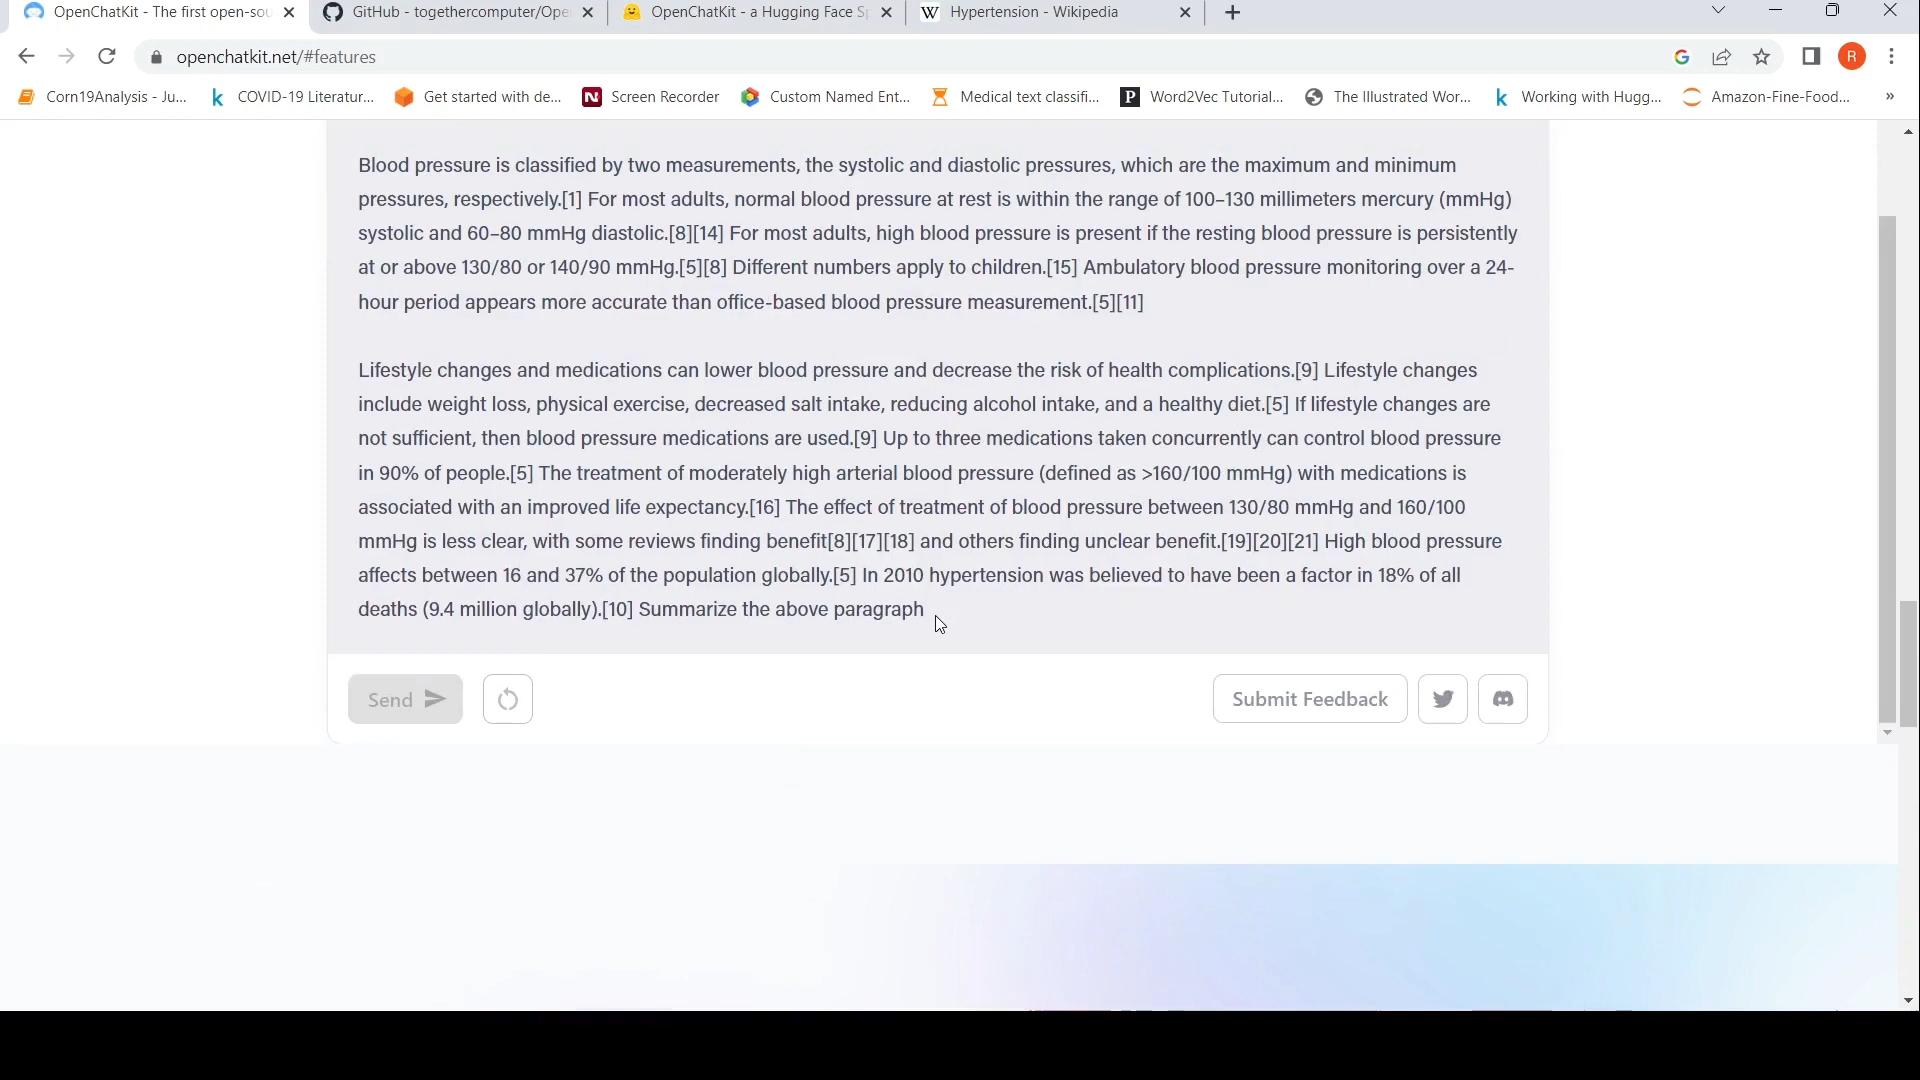 OpenChatKit - The first open-sou
GitHub - togethercomputer/Ope
OpenChatKit - a Hugging Face Sp
Hypertension - Wikipedia
openchatkit.net/#features
R
Corn19Analysis - Ju...
COVID-19 Literatur...
Get started with de...
Screen Recorder
Custom Named Ent...
Medical text classifi...
Word2Vec Tutorial...
The Illustrated Wor...
Working with Hugg...
Amazon-Fine-Food...
Blood pressure is classified by two measurements, the systolic and diastolic pressures, which are the maximum and minimum
pressures, respectively.[1] For most adults, normal blood pressure at rest is within the range of 100–130 millimeters mercury (mmHg)
systolic and 60–80 mmHg diastolic.[8][14] For most adults, high blood pressure is present if the resting blood pressure is persistently
at or above 130/80 or 140/90 mmHg.[5][8] Different numbers apply to children.[15] Ambulatory blood pressure monitoring over a 24-
hour period appears more accurate than office-based blood pressure measurement.[5][11]
Lifestyle changes and medications can lower blood pressure and decrease the risk of health complications.[9] Lifestyle changes
include weight loss, physical exercise, decreased salt intake, reducing alcohol intake, and a healthy diet.[5] If lifestyle changes are
not sufficient, then blood pressure medications are used.[9] Up to three medications taken concurrently can control blood pressure
in 90% of people.[5] The treatment of moderately high arterial blood pressure (defined as >160/100 mmHg) with medications is
associated with an improved life expectancy.[16] The effect of treatment of blood pressure between 130/80 mmHg and 160/100
mmHg is less clear, with some reviews finding benefit[8][17][18] and others finding unclear benefit.[19][20][21] High blood pressure
affects between 16 and 37% of the population globally.[5] In 2010 hypertension was believed to have been a factor in 18% of all
deaths (9.4 million globally).[10] Summarize the above paragraph
Send
Submit Feedback